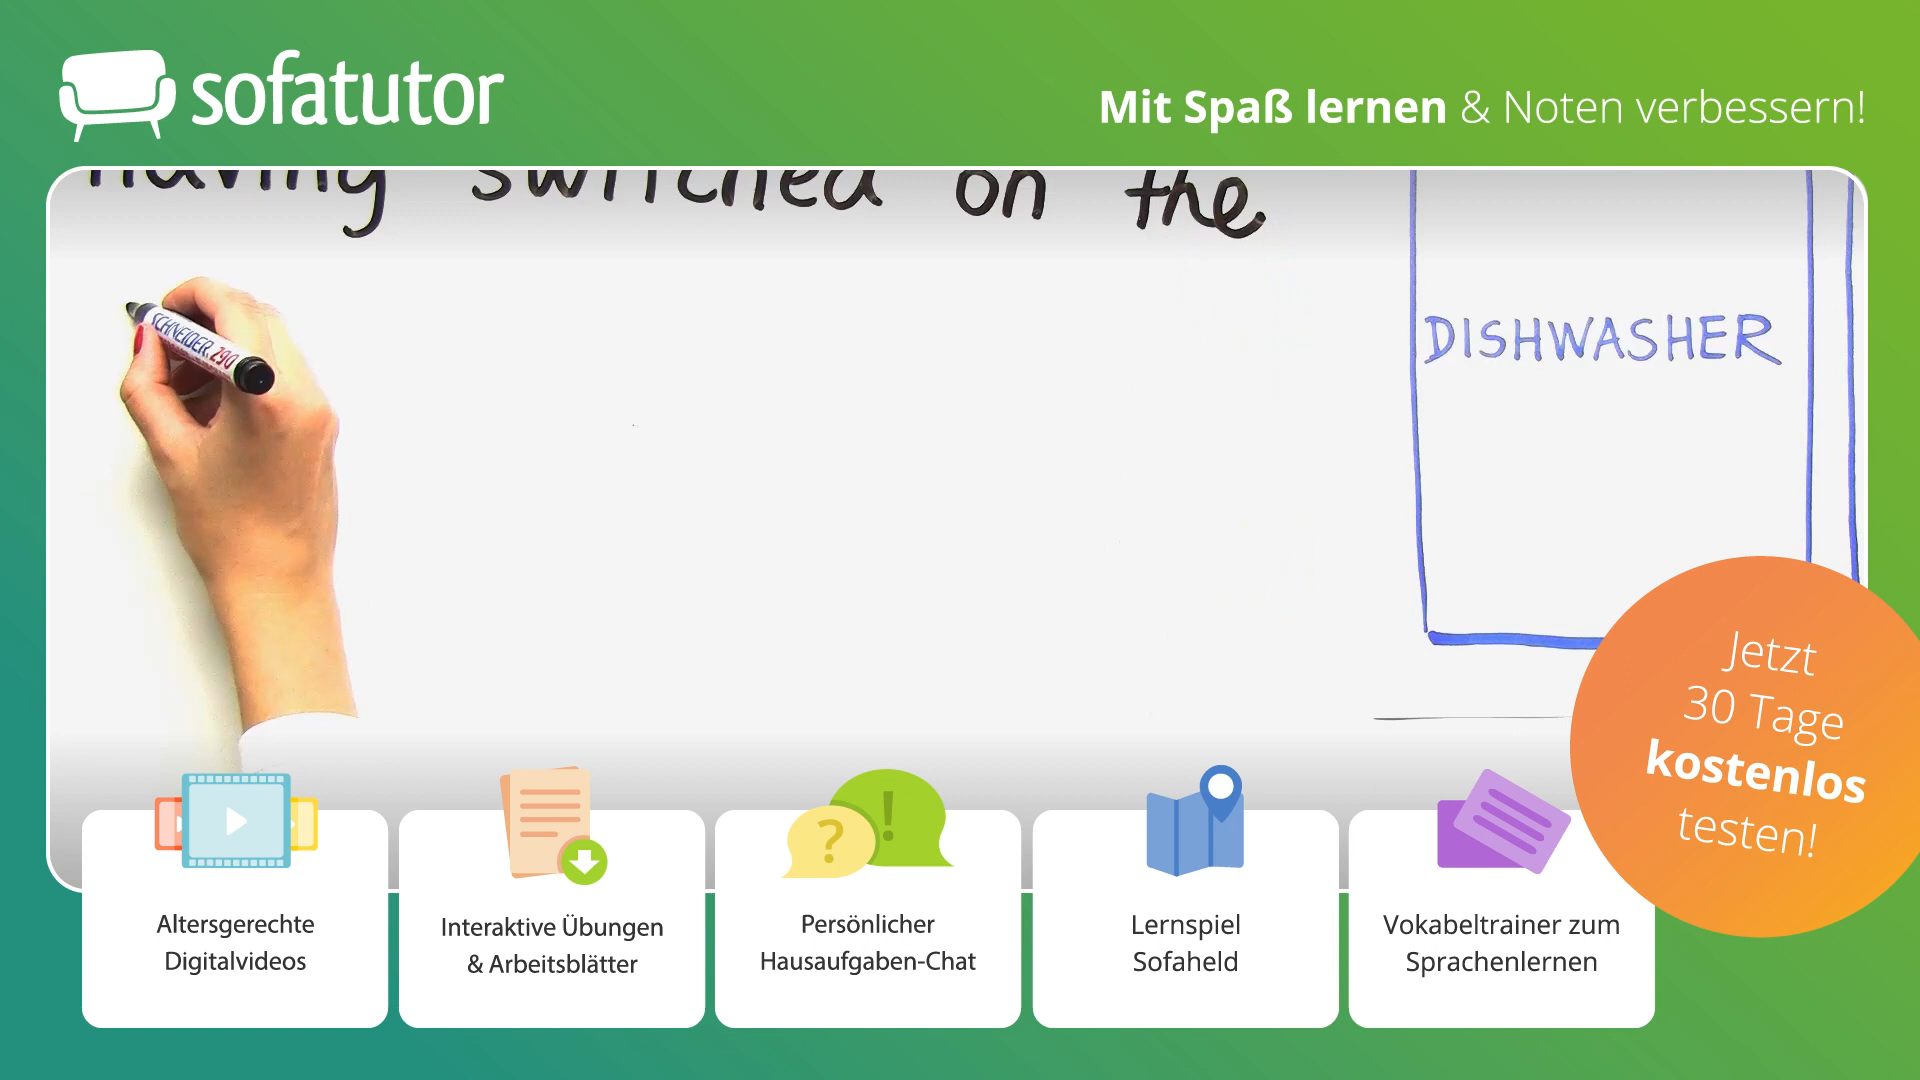 sofatutor
Mit Spaß lernen & Noten verbessern!
having switched on the
SCHNEIDER 290
DISHWASHER
Jetzt
30 Tage
kostenlos
testen!
? !
Altersgerechte
Digitalvideos
Interaktive Übungen
& Arbeitsblätter
Persönlicher
Hausaufgaben-Chat
Lernspiel
Sofaheld
Vokabeltrainer zum
Sprachenlernen